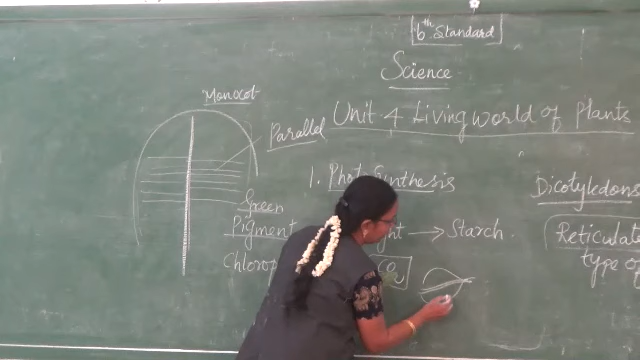 6th Standard
Science
Monocot
Unit. 4 Living world of Plants
Parallel
1. Photosynthesis
Dicotyledons
Green
Pigment
→ Starch.
Reticulate
type of